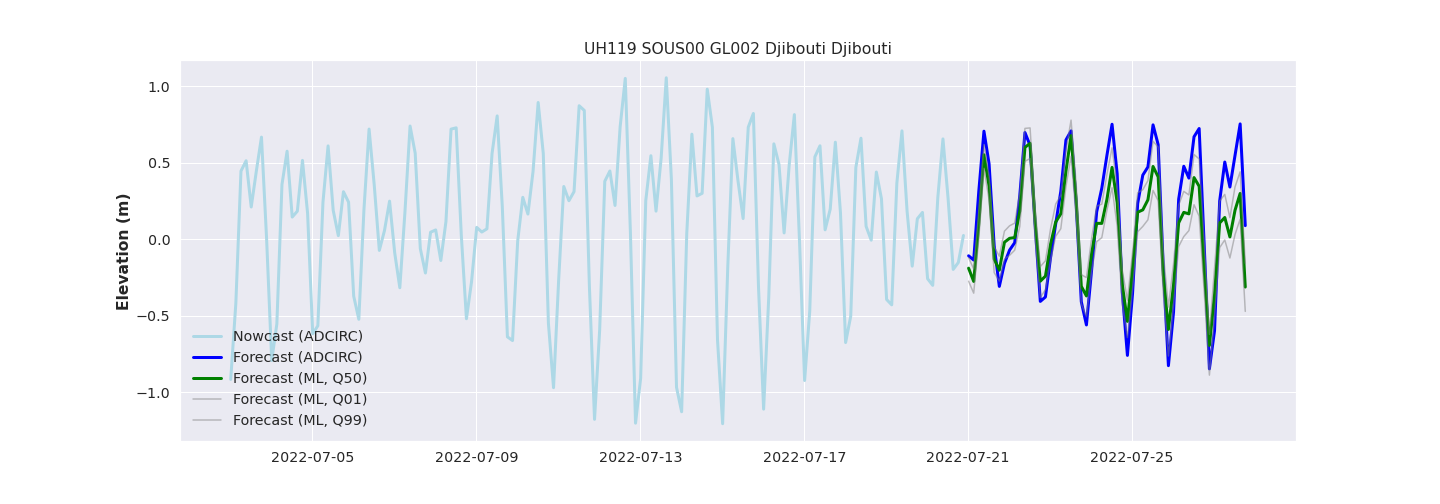 UH119 SOUS00 GL002 Djibouti Djibouti
Elevation (m)
1.0
0.5
0.0
−0.5
−1.0
Nowcast (ADCIRC)
Forecast (ADCIRC)
Forecast (ML, Q50)
Forecast (ML, Q01)
Forecast (ML, Q99)
2022-07-05 2022-07-09 2022-07-13 2022-07-17 2022-07-21 2022-07-25